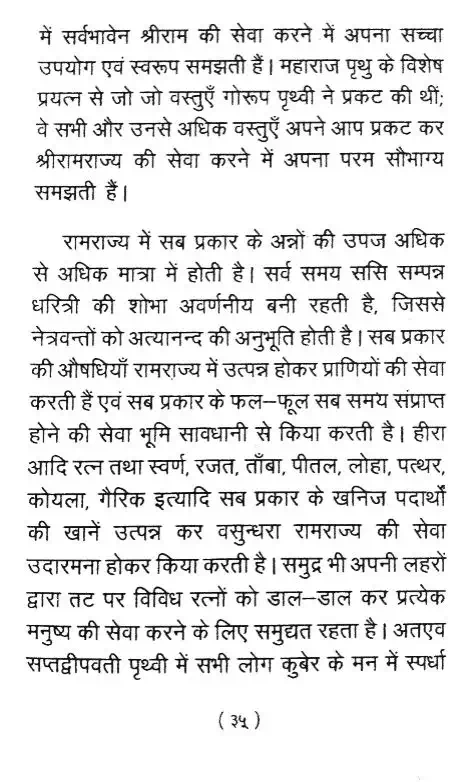 में सर्वभावेन श्रीराम की सेवा करने में अपना सच्चा
उपयोग एवं स्वरूप समझती हैं। महाराज पृथु के विशेष
प्रयत्न से जो जो वस्तुएँ गोरूप पृथ्वी ने प्रकट की थीं;
वे सभी और उनसे अधिक वस्तुएँ अपने आप प्रकट कर
श्रीरामराज्य की सेवा करने में अपना परम सौभाग्य
समझती हैं।
रामराज्य में सब प्रकार के अन्नों की उपज अधिक
से अधिक मात्रा में होती है। सर्व समय ससि सम्पन्न
धरित्री की शोभा अवर्णनीय बनी रहती है, जिससे
नेत्रवन्तों को अत्यानन्द की अनुभूति होती है। सब प्रकार
की औषधियाँ रामराज्य में उत्पन्न होकर प्राणियों की सेवा
करती हैं एवं सब प्रकार के फल–फूल सब समय संप्राप्त
होने की सेवा भूमि सावधानी से किया करती है। हीरा
आदि रत्न तथा स्वर्ण, रजत, ताँबा, पीतल, लोहा, पत्थर,
कोयला, गैरिक इत्यादि सब प्रकार के खनिज पदार्थों
की खानें उत्पन्न कर वसुन्धरा रामराज्य की सेवा
उदारमना होकर किया करती है। समुद्र भी अपनी लहरों
द्वारा तट पर विविध रत्नों को डाल–डाल कर प्रत्येक
मनुष्य की सेवा करने के लिए समुद्यत रहता है। अतएव
सप्तद्वीपवती पृथ्वी में सभी लोग कुबेर के मन में स्पर्धा
( ३५ )